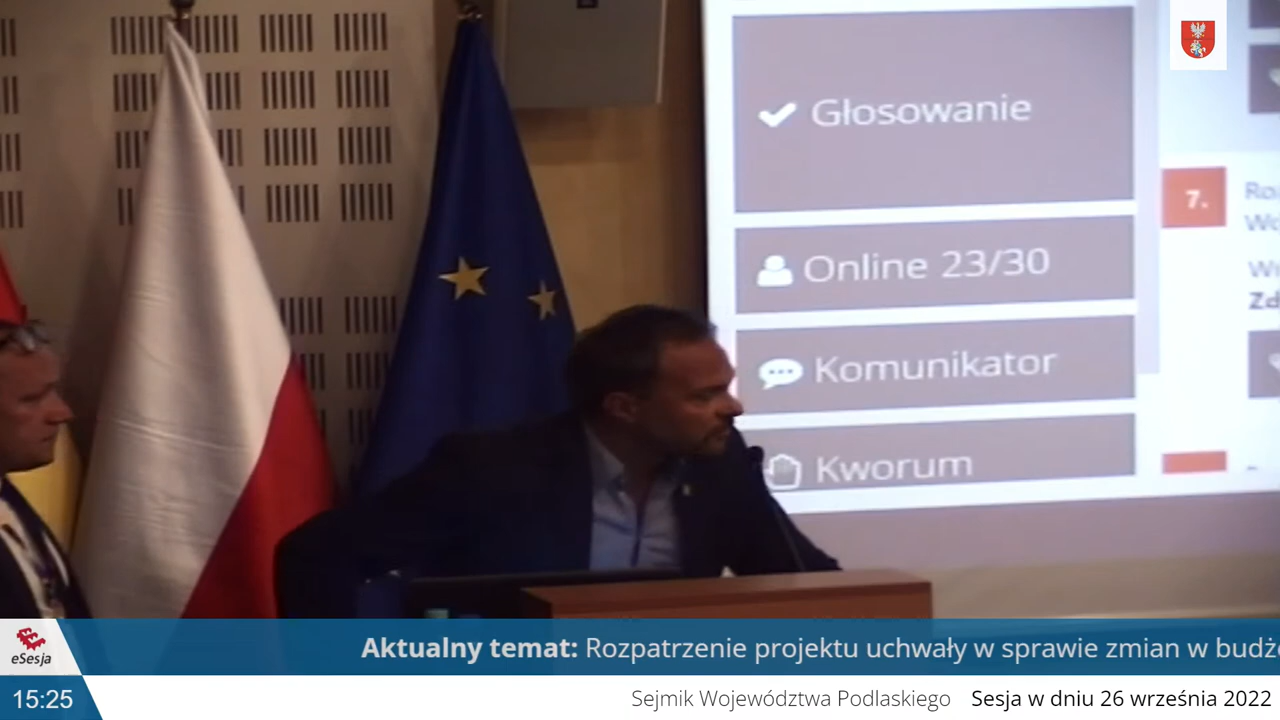 Głosowanie
Online 23/30
Komunikator
Kworum
7.
Aktualny temat: Rozpatrzenie projektu uchwały w sprawie zmian w budż
eSesja
15:25
Sejmik Województwa Podlaskiego Sesja w dniu 26 września 2022